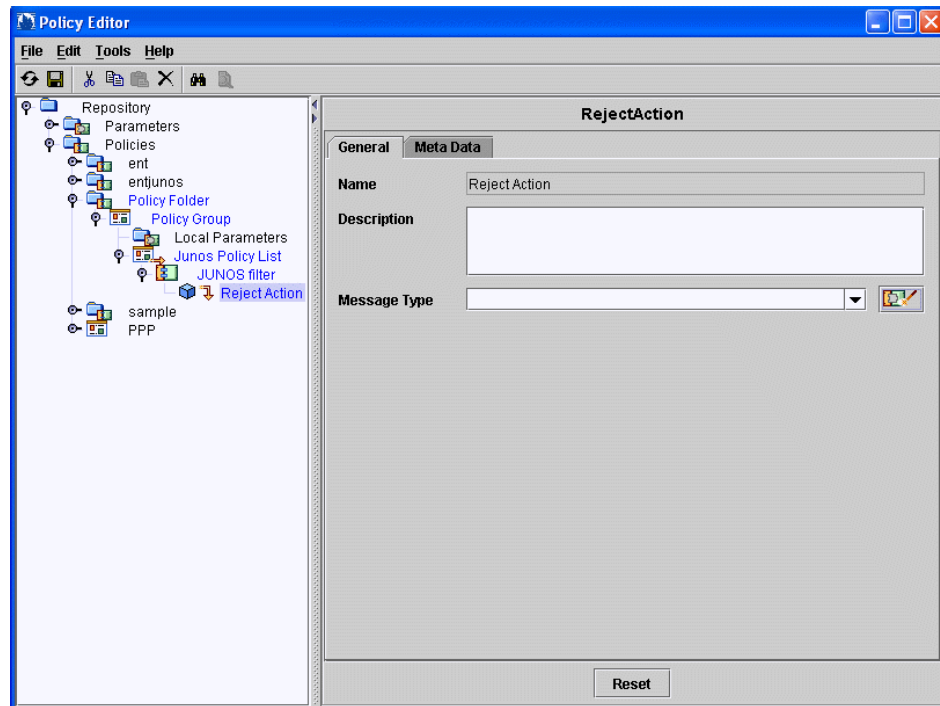 Policy Editor
File Edit Tools Help
Repository
Parameters
Policies
ent
entjunos
Policy Folder
Policy Group
Local Parameters
Junos Policy List
JUNOS filter
Reject Action
sample
PPP
RejectAction
General Meta Data
Name Reject Action
Description
Message Type
Reset